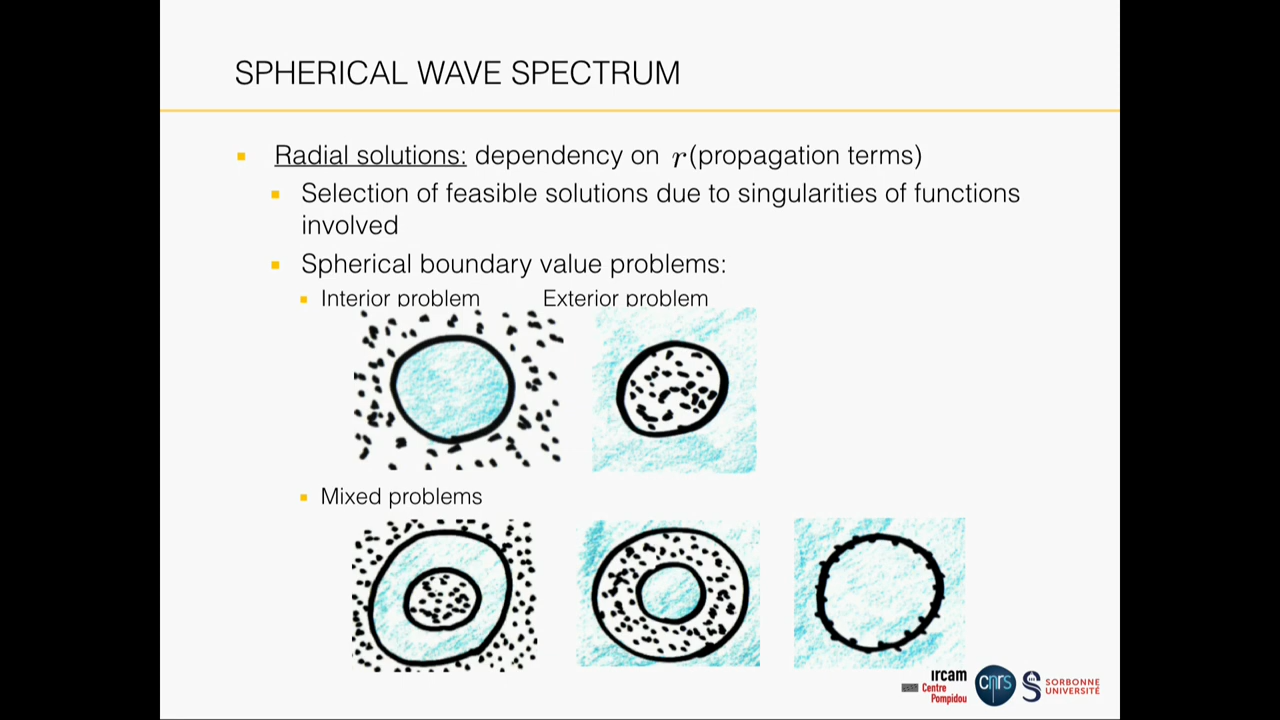 SPHERICAL WAVE SPECTRUM
Radial solutions: dependency on r (propagation terms)
Selection of feasible solutions due to singularities of functions
involved
Spherical boundary value problems:
Interior problem Exterior problem
Mixed problems
ircam
Centre
Pompidou
cnrs
S
SORBONNE
UNIVERSITÉ